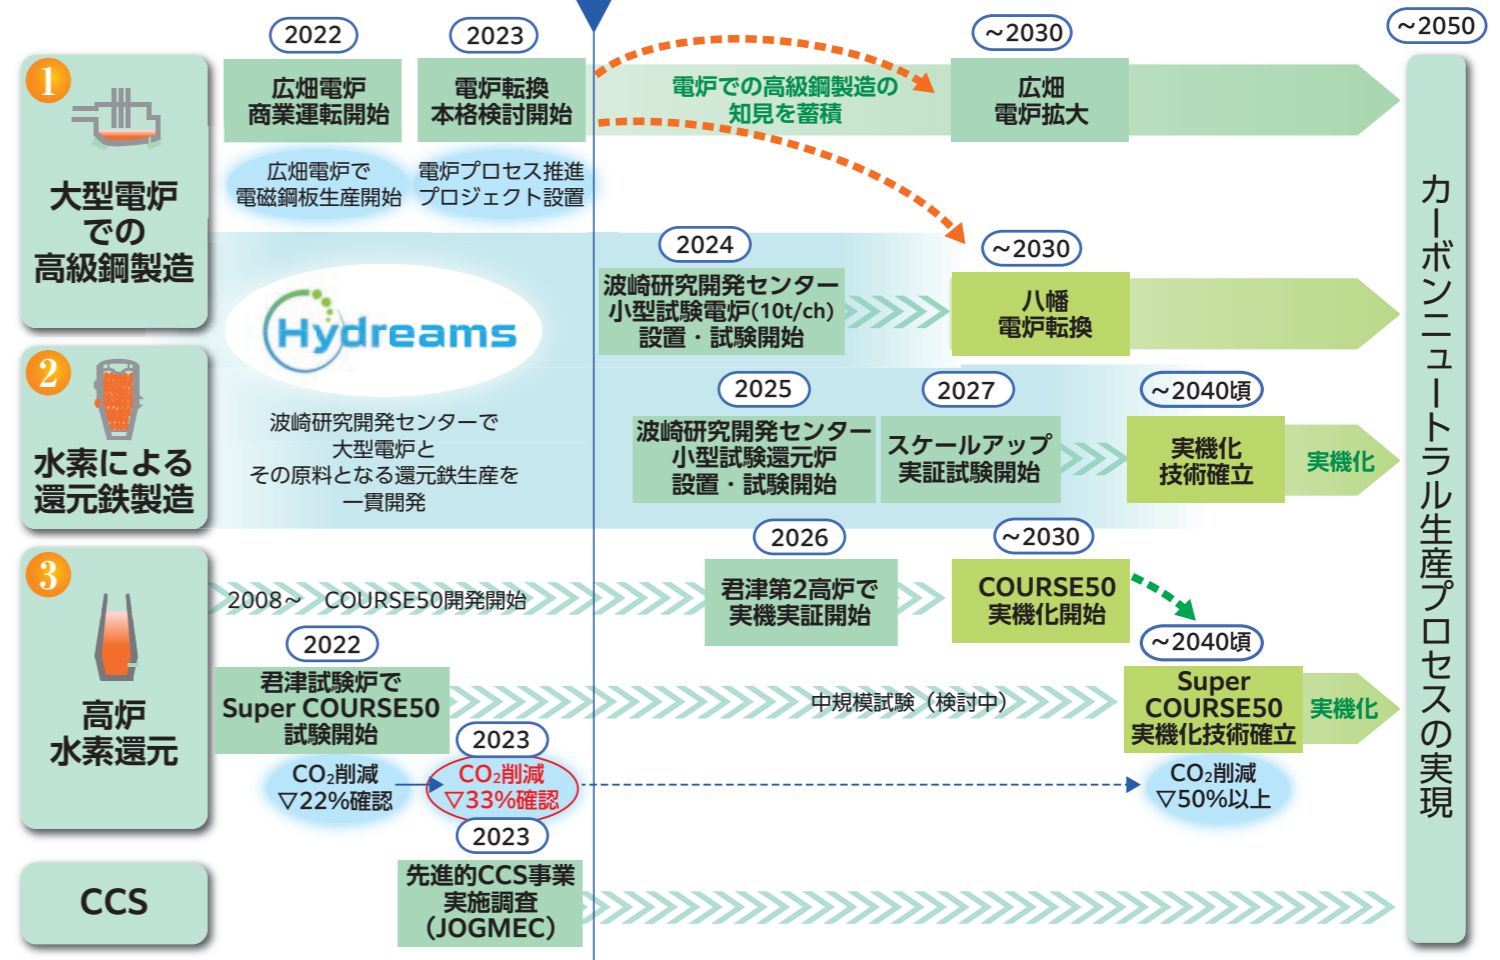 2022
2023
～2030
～2050
1
大型電炉
での
高級鋼製造
広畑電炉
商業運転開始
電炉転換
本格検討開始
電炉での高級鋼製造の
知見を蓄積
広畑
電炉拡大
広畑電炉で
電磁鋼板生産開始
電炉プロセス推進
プロジェクト設置
2024
～2030
波崎研究開発センター
小型試験電炉(10t/ch)
設置・試験開始
八幡
電炉転換
Hydreams
波崎研究開発センターで
大型電炉と
その原料となる還元鉄生産を
一貫開発
2
水素による
還元鉄製造
2025
2027
～2040頃
波崎研究開発センター
小型試験還元炉
設置・試験開始
スケールアップ
実証試験開始
実機化
技術確立
実機化
3
高炉
水素還元
2008～　COURSE50開発開始
2026
～2030
君津第2高炉で
実機実証開始
COURSE50
実機化開始
2022
～2040頃
君津試験炉で
Super COURSE50
試験開始
中規模試験（検討中）
Super
COURSE50
実機化技術確立
実機化
CO₂削減
▽22%確認
2023
CO₂削減
▽33%確認
CO₂削減
▽50%以上
CCS
2023
先進的CCS事業
実施調査
（JOGMEC）
カーボンニュートラル生産プロセスの実現